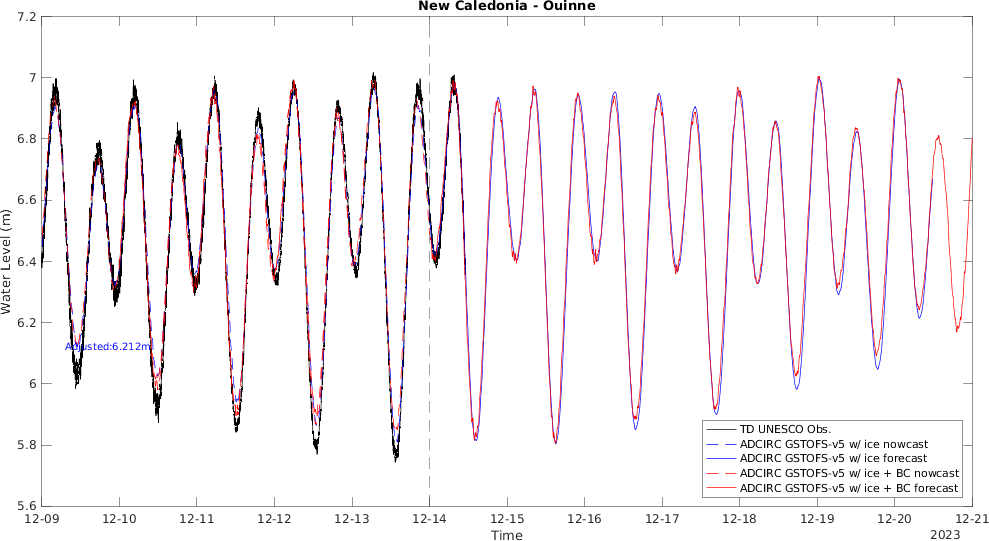 New Caledonia - Ouinne
7.2
7
6.8
6.6
6.4
6.2
6
5.8
5.6
Water Level (m)
Adjusted:6.212m
TD UNESCO Obs.
ADCIRC GSTOFS-v5 w/ ice nowcast
ADCIRC GSTOFS-v5 w/ ice forecast
ADCIRC GSTOFS-v5 w/ ice + BC nowcast
ADCIRC GSTOFS-v5 w/ ice + BC forecast
12-09 12-10 12-11 12-12 12-13 12-14 12-15 12-16 12-17 12-18 12-19 12-20 12-21
Time
2023